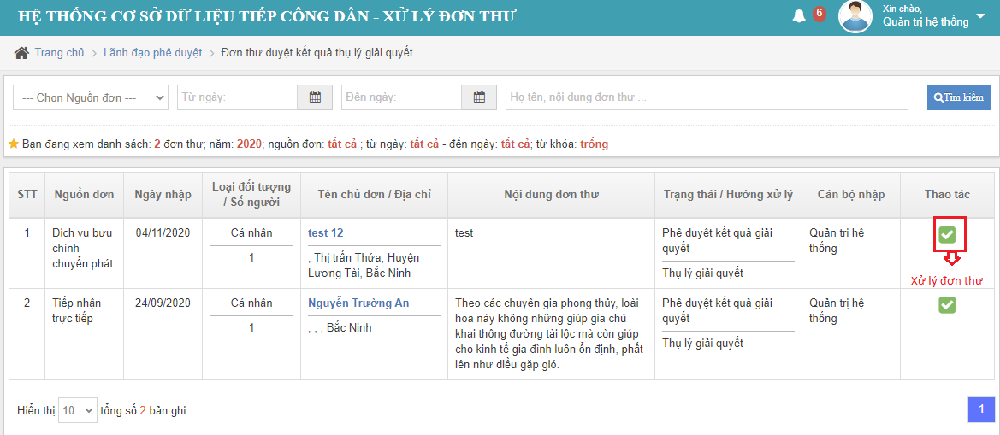 HỆ THỐNG CƠ SỞ DỮ LIỆU TIẾP CÔNG DÂN - XỬ LÝ ĐƠN THƯ
6
Xin chào,
Quản trị hệ thống
Trang chủ > Lãnh đạo phê duyệt > Đơn thư duyệt kết quả thụ lý giải quyết
--- Chọn Nguồn đơn ---
Từ ngày:
Đến ngày:
Họ tên, nội dung đơn thư ...
Tìm kiếm
Bạn đang xem danh sách: 2 đơn thư; năm: 2020; nguồn đơn: tất cả ; từ ngày: tất cả - đến ngày: tất cả; từ khóa: trống
STT
Nguồn đơn
Ngày nhập
Loại đối tượng
/ Số người
Tên chủ đơn / Địa chỉ
Nội dung đơn thư
Trạng thái / Hướng xử lý
Cán bộ nhập
Thao tác
1
Dịch vụ bưu
chính
chuyển phát
04/11/2020
Cá nhân
1
test 12
, Thị trấn Thứa, Huyện
Lương Tài, Bắc Ninh
test
Phê duyệt kết quả giải
quyết
Thụ lý giải quyết
Quản trị hệ
thống
Xử lý đơn thư
2
Tiếp nhận
trực tiếp
24/09/2020
Cá nhân
1
Nguyễn Trường An
, , , Bắc Ninh
Theo các chuyên gia phong thủy, loài
hoa này không những giúp gia chủ
khai thông đường tài lộc mà còn giúp
cho kinh tế gia đình luôn ổn định, phất
lên như diều gặp gió.
Phê duyệt kết quả giải
quyết
Thụ lý giải quyết
Quản trị hệ
thống
Hiển thị 10 tổng số 2 bản ghi
1